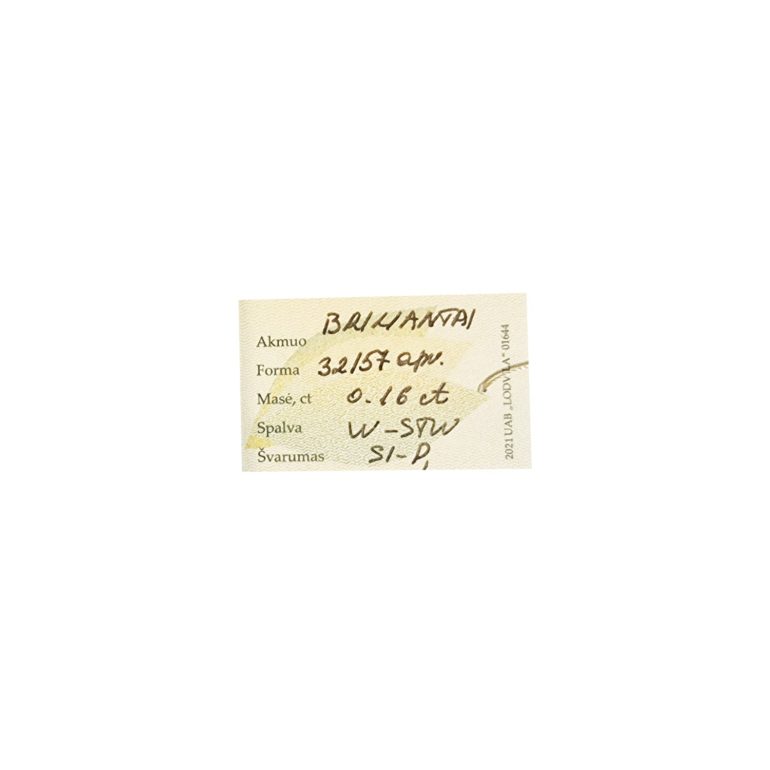 Akmuo BRILIANTAI
Forma 32/57 apv.
Masė, ct 0.16 ct
Spalva W-STW
Švarumas SI-P1
2021 UAB „LODVILA“ 01644